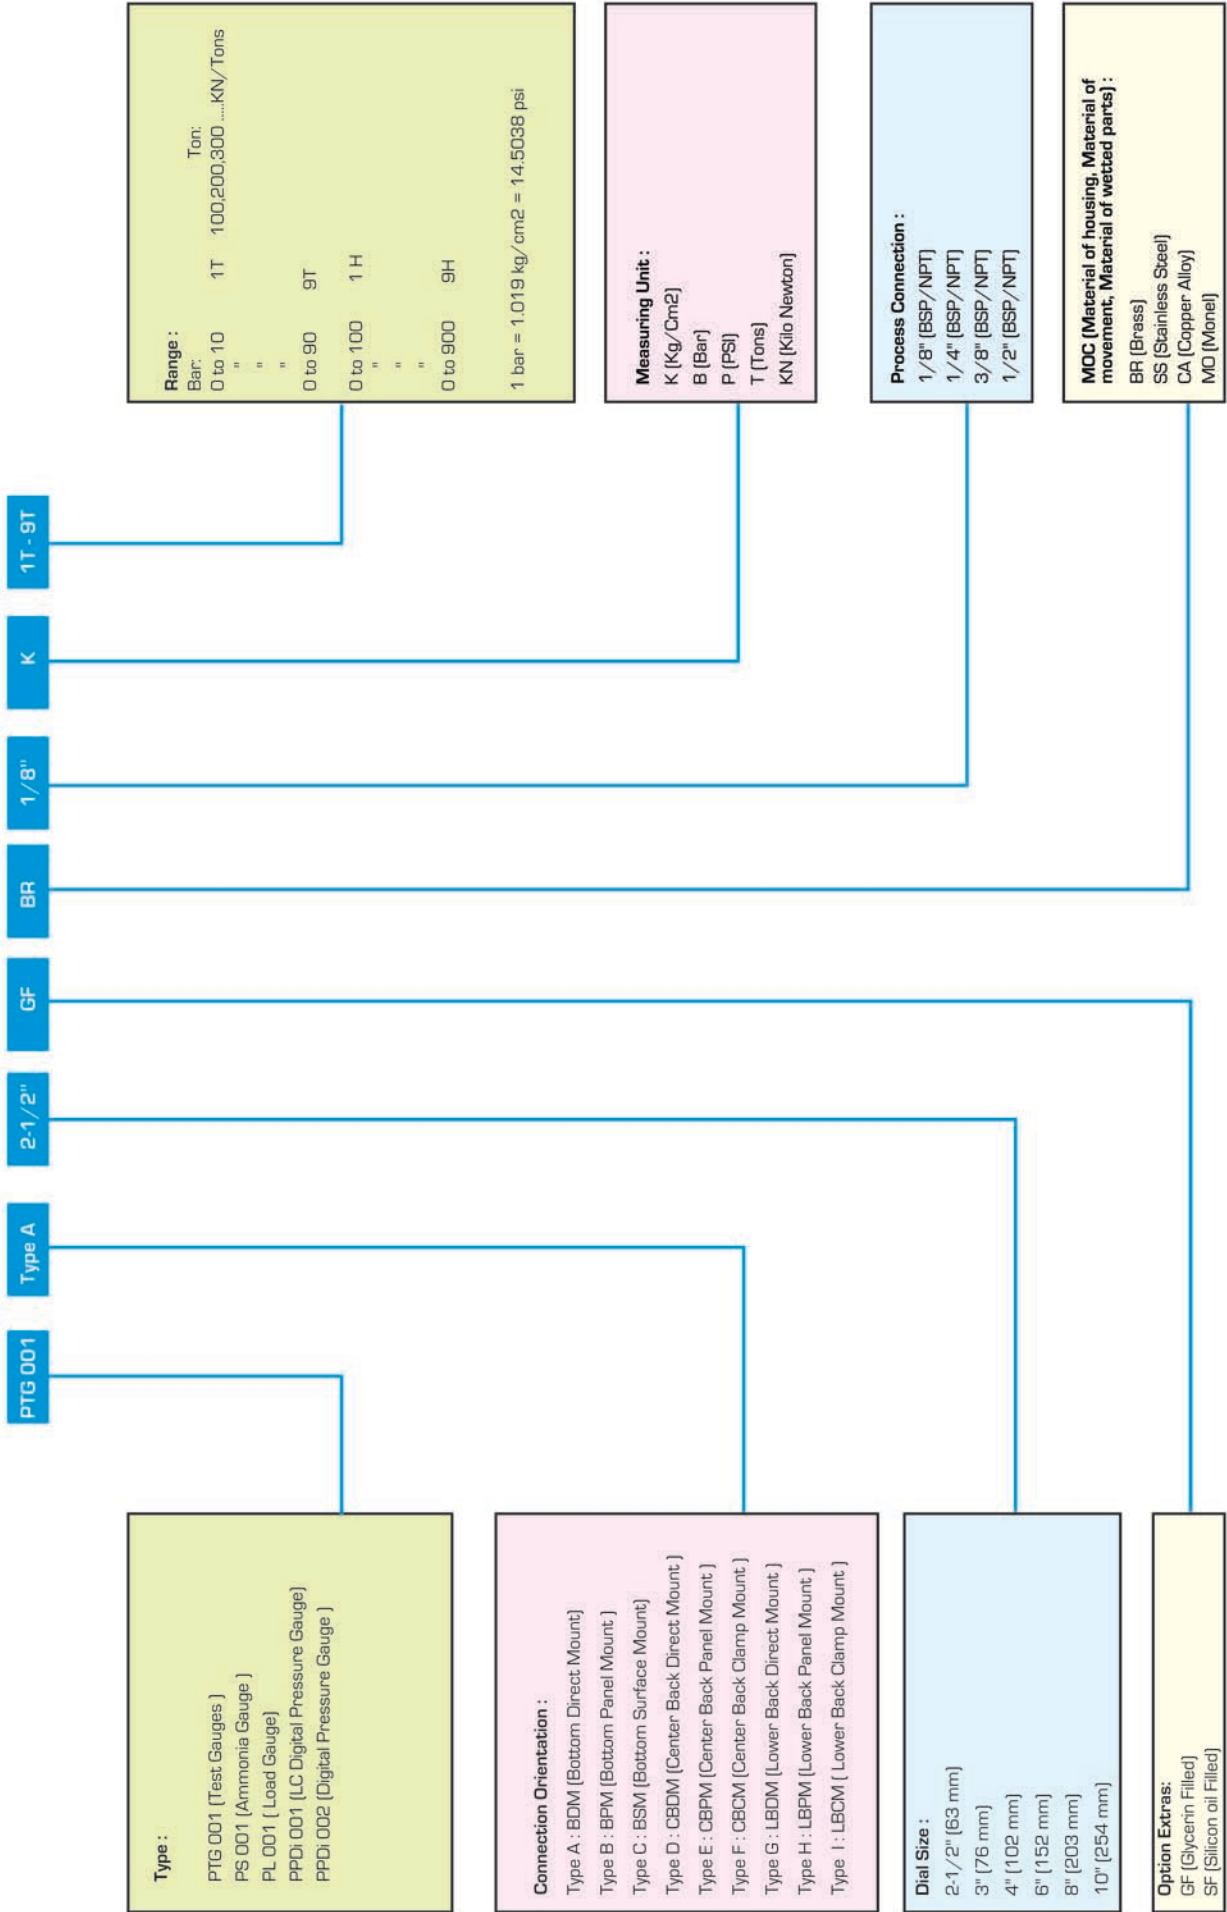 PTG 001
Type A
2-1/2"
GF
BR
1/8"
K
1T - 9T
Type :
PTG 001 (Test Gauges )
PS 001 (Ammonia Gauge )
PL 001 ( Load Gauge)
PPDi 001 (LC Digital Pressure Gauge)
PPDi 002 (Digital Pressure Gauge )
Connection Orientation :
Type A : BDM (Bottom Direct Mount)
Type B : BPM (Bottom Panel Mount )
Type C : BSM (Bottom Surface Mount)
Type D : CBDM (Center Back Direct Mount )
Type E : CBPM (Center Back Panel Mount )
Type F : CBCM (Center Back Clamp Mount )
Type G : LBDM (Lower Back Direct Mount )
Type H : LBPM (Lower Back Panel Mount )
Type I : LBCM ( Lower Back Clamp Mount )
Dial Size :
2-1/2" (63 mm)
3" (76 mm)
4" (102 mm)
6" (152 mm)
8" (203 mm)
10" (254 mm)
Option Extras:
GF (Glycerin Filled)
SF (Silicon oil Filled)
Range :
Bar: Ton:
0 to 10 1T 100,200,300 .....KN/Tons
"
"
"
0 to 90 9T
0 to 100 1 H
"
"
"
0 to 900 9H
1 bar = 1.019 kg/cm2 = 14.5038 psi
Measuring Unit :
K (Kg/Cm2)
B (Bar)
P (PSI)
T (Tons)
KN (Kilo Newton)
Process Connection :
1/8" (BSP/NPT)
1/4" (BSP/NPT)
3/8" (BSP/NPT)
1/2" (BSP/NPT)
MOC (Material of housing, Material of
movement, Material of wetted parts) :
BR (Brass)
SS (Stainless Steel)
CA (Copper Alloy)
MO (Monel)